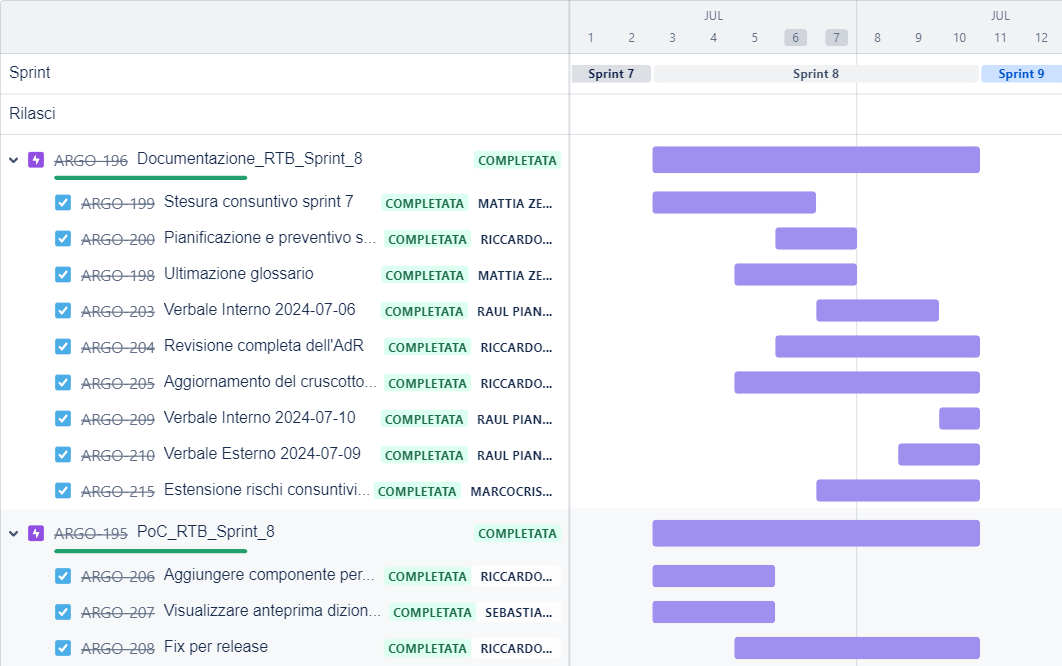 JUL JUL
1 2 3 4 5 6 7 8 9 10 11 12
Sprint Sprint 7 Sprint 8 Sprint 9
Rilasci
ARGO-196 Documentazione_RTB_Sprint_8 COMPLETATA
ARGO-199 Stesura consuntivo sprint 7 COMPLETATA MATTIA ZE...
ARGO-200 Pianificazione e preventivo s... COMPLETATA RICCARDO...
ARGO-198 Ultimazione glossario COMPLETATA MATTIA ZE...
ARGO-203 Verbale Interno 2024-07-06 COMPLETATA RAUL PIAN...
ARGO-204 Revisione completa dell'AdR COMPLETATA RICCARDO...
ARGO-205 Aggiornamento del cruscotto... COMPLETATA RICCARDO...
ARGO-209 Verbale Interno 2024-07-10 COMPLETATA RAUL PIAN...
ARGO-210 Verbale Esterno 2024-07-09 COMPLETATA RAUL PIAN...
ARGO-215 Estensione rischi consuntivi... COMPLETATA MARCOCRIS...
ARGO-195 PoC_RTB_Sprint_8 COMPLETATA
ARGO-206 Aggiungere componente per... COMPLETATA RICCARDO...
ARGO-207 Visualizzare anteprima dizion... COMPLETATA SEBASTIA...
ARGO-208 Fix per release COMPLETATA RICCARDO...